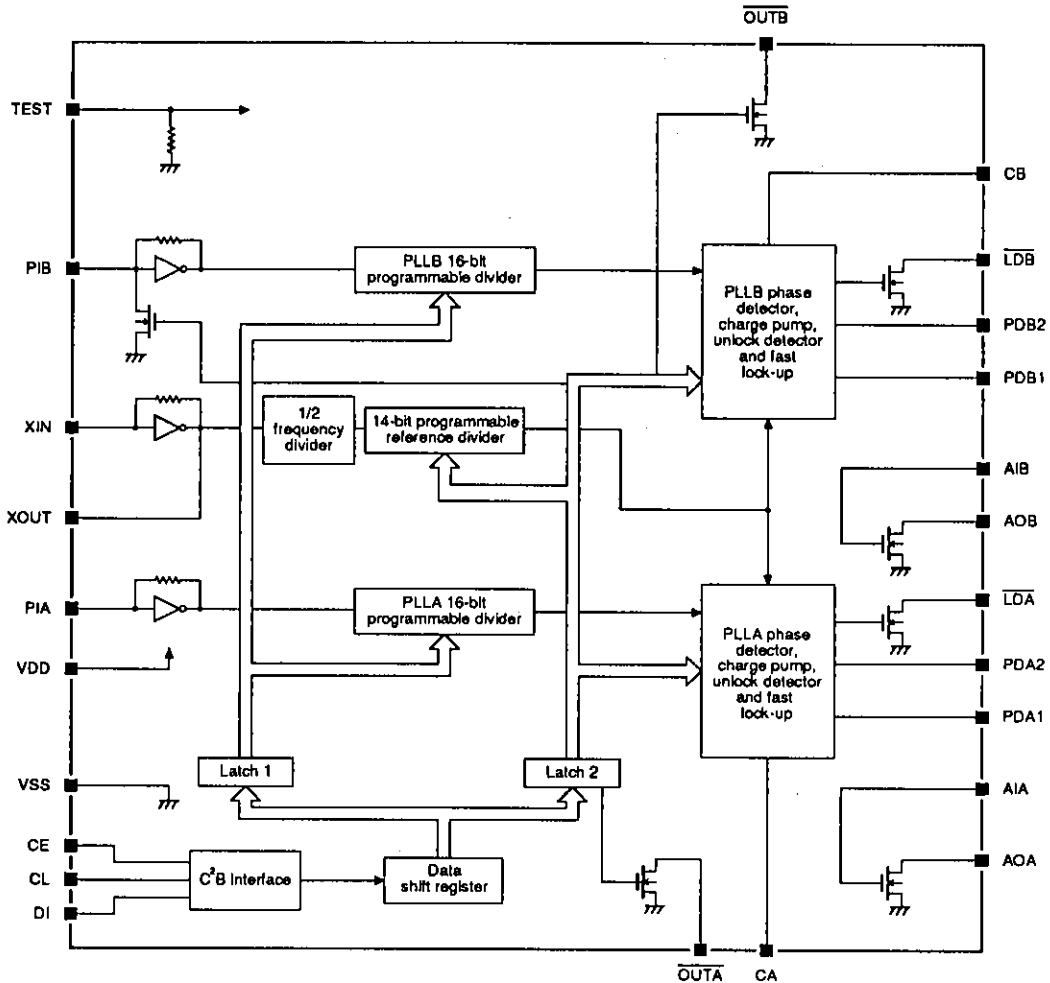 OUTB
TEST
CB
PIB
PLLB 16-bit
programmable divider
LDB
PLLB phase
detector,
charge pump,
unlock detector
and fast
lock-up
PDB2
PDB1
XIN
1/2
frequency
divider
14-bit programmable
reference divider
AIB
XOUT
AOB
PIA
PLLA 16-bit
programmable divider
LDA
PLLA phase
detector,
charge pump,
unlock detector
and fast
lock-up
VDD
PDA2
PDA1
VSS
Latch 1
Latch 2
AIA
CE
CL
DI
C²B Interface
Data
shift register
AOA
OUTA
CA